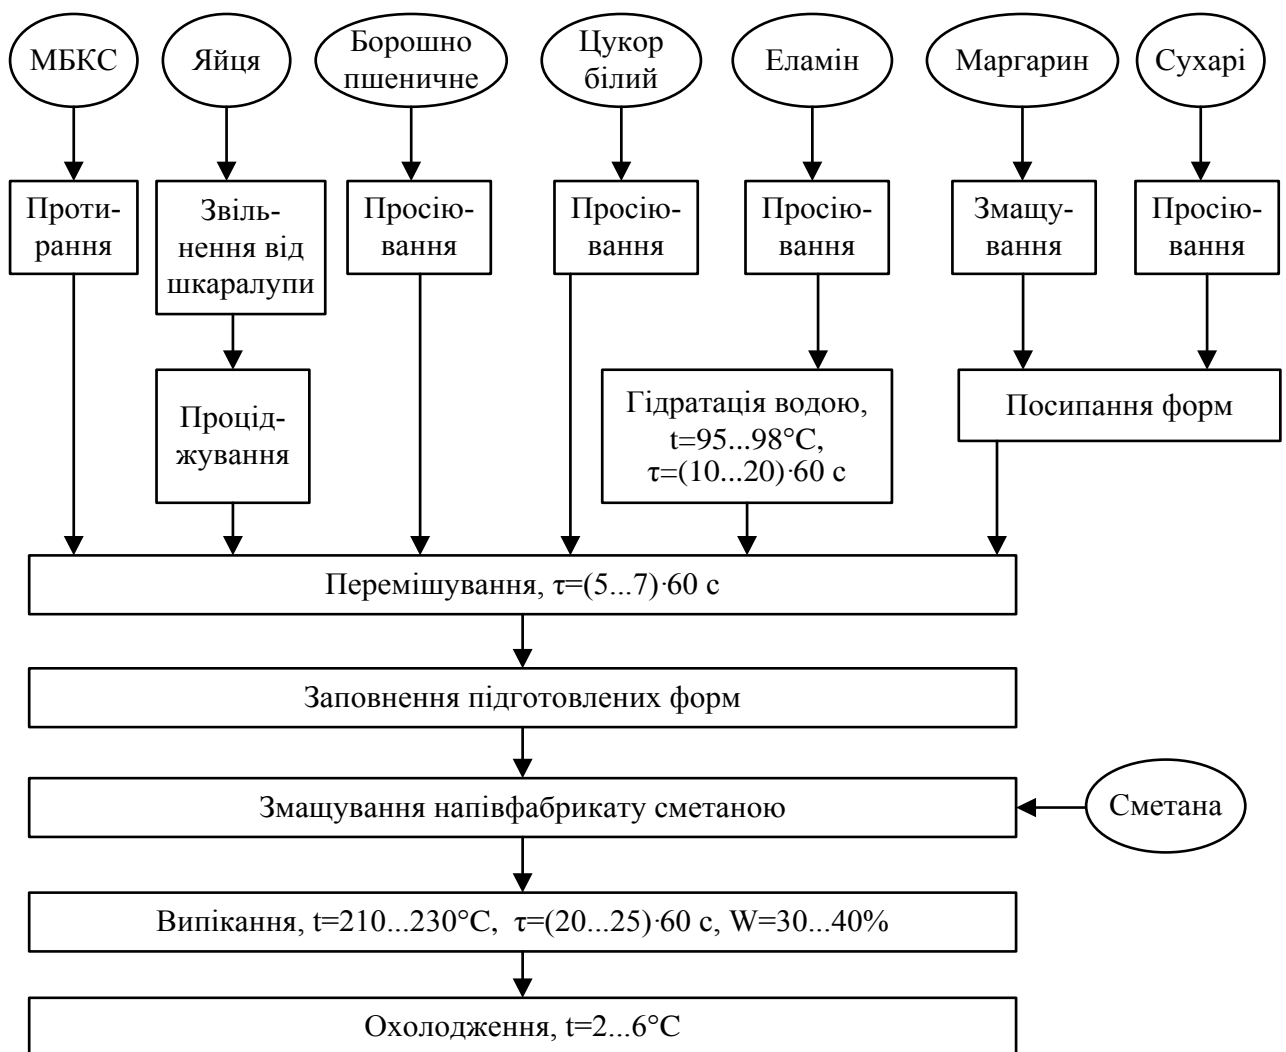 МБКС
Яйця
Борошно
пшеничне
Цукор
білий
Еламін
Маргарин
Сухарі
Проти-
рання
Звіль-
нення від
шкаралупи
Просію-
вання
Просію-
вання
Просію-
вання
Змащу-
вання
Просію-
вання
Процід-
жування
Гідратація водою,
t=95...98°С,
τ=(10...20)·60 с
Посипання форм
Перемішування, τ=(5...7)·60 с
Заповнення підготовлених форм
Змащування напівфабрикату сметаною
Сметана
Випікання, t=210...230°С, τ=(20...25)·60 с, W=30...40%
Охолодження, t=2...6°С